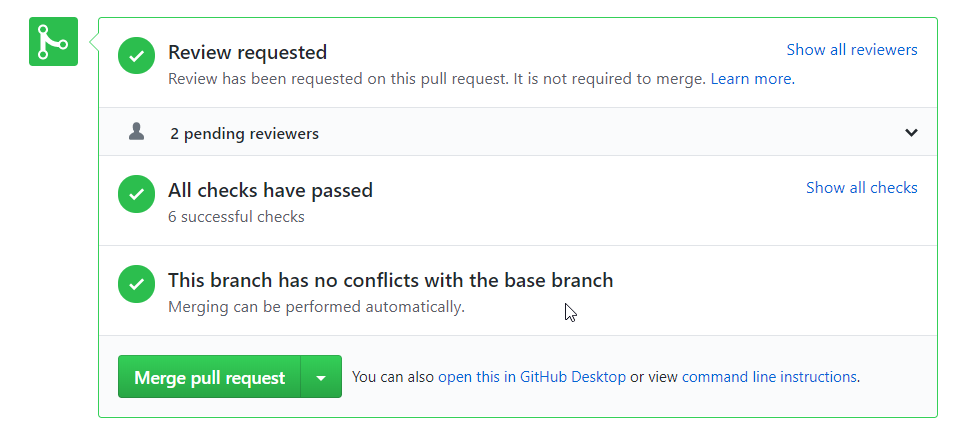 Review requested
Show all reviewers
Review has been requested on this pull request. It is not required to merge. Learn more.
2 pending reviewers
All checks have passed
Show all checks
6 successful checks
This branch has no conflicts with the base branch
Merging can be performed automatically.
Merge pull request
You can also open this in GitHub Desktop or view command line instructions.